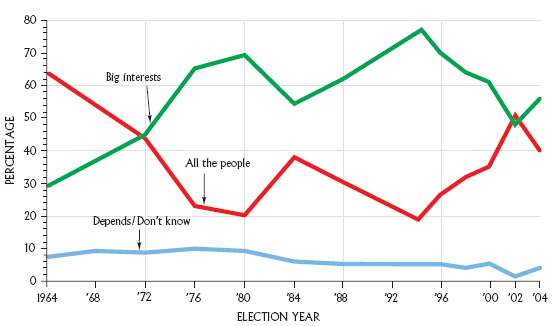 80
70
60
50
40
30
20
10
0
PERCENTAGE
Big interests
All the people
Depends/Don't know
1964 '68 '72 '76 '80 '84 '88 '92 '96 '00 '02 '04
ELECTION YEAR